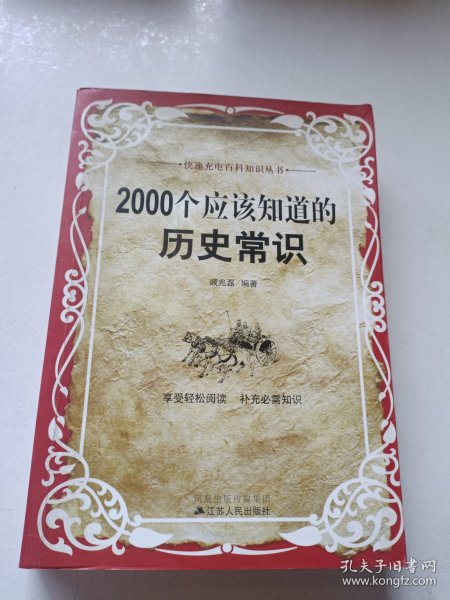 快速充电百科知识丛书
2000个应该知道的
历史常识
戚兆磊/编著
享受轻松阅读 补充必需知识
凤凰出版传媒集团
江苏人民出版社
孔夫子旧书网
www.kongfz.com